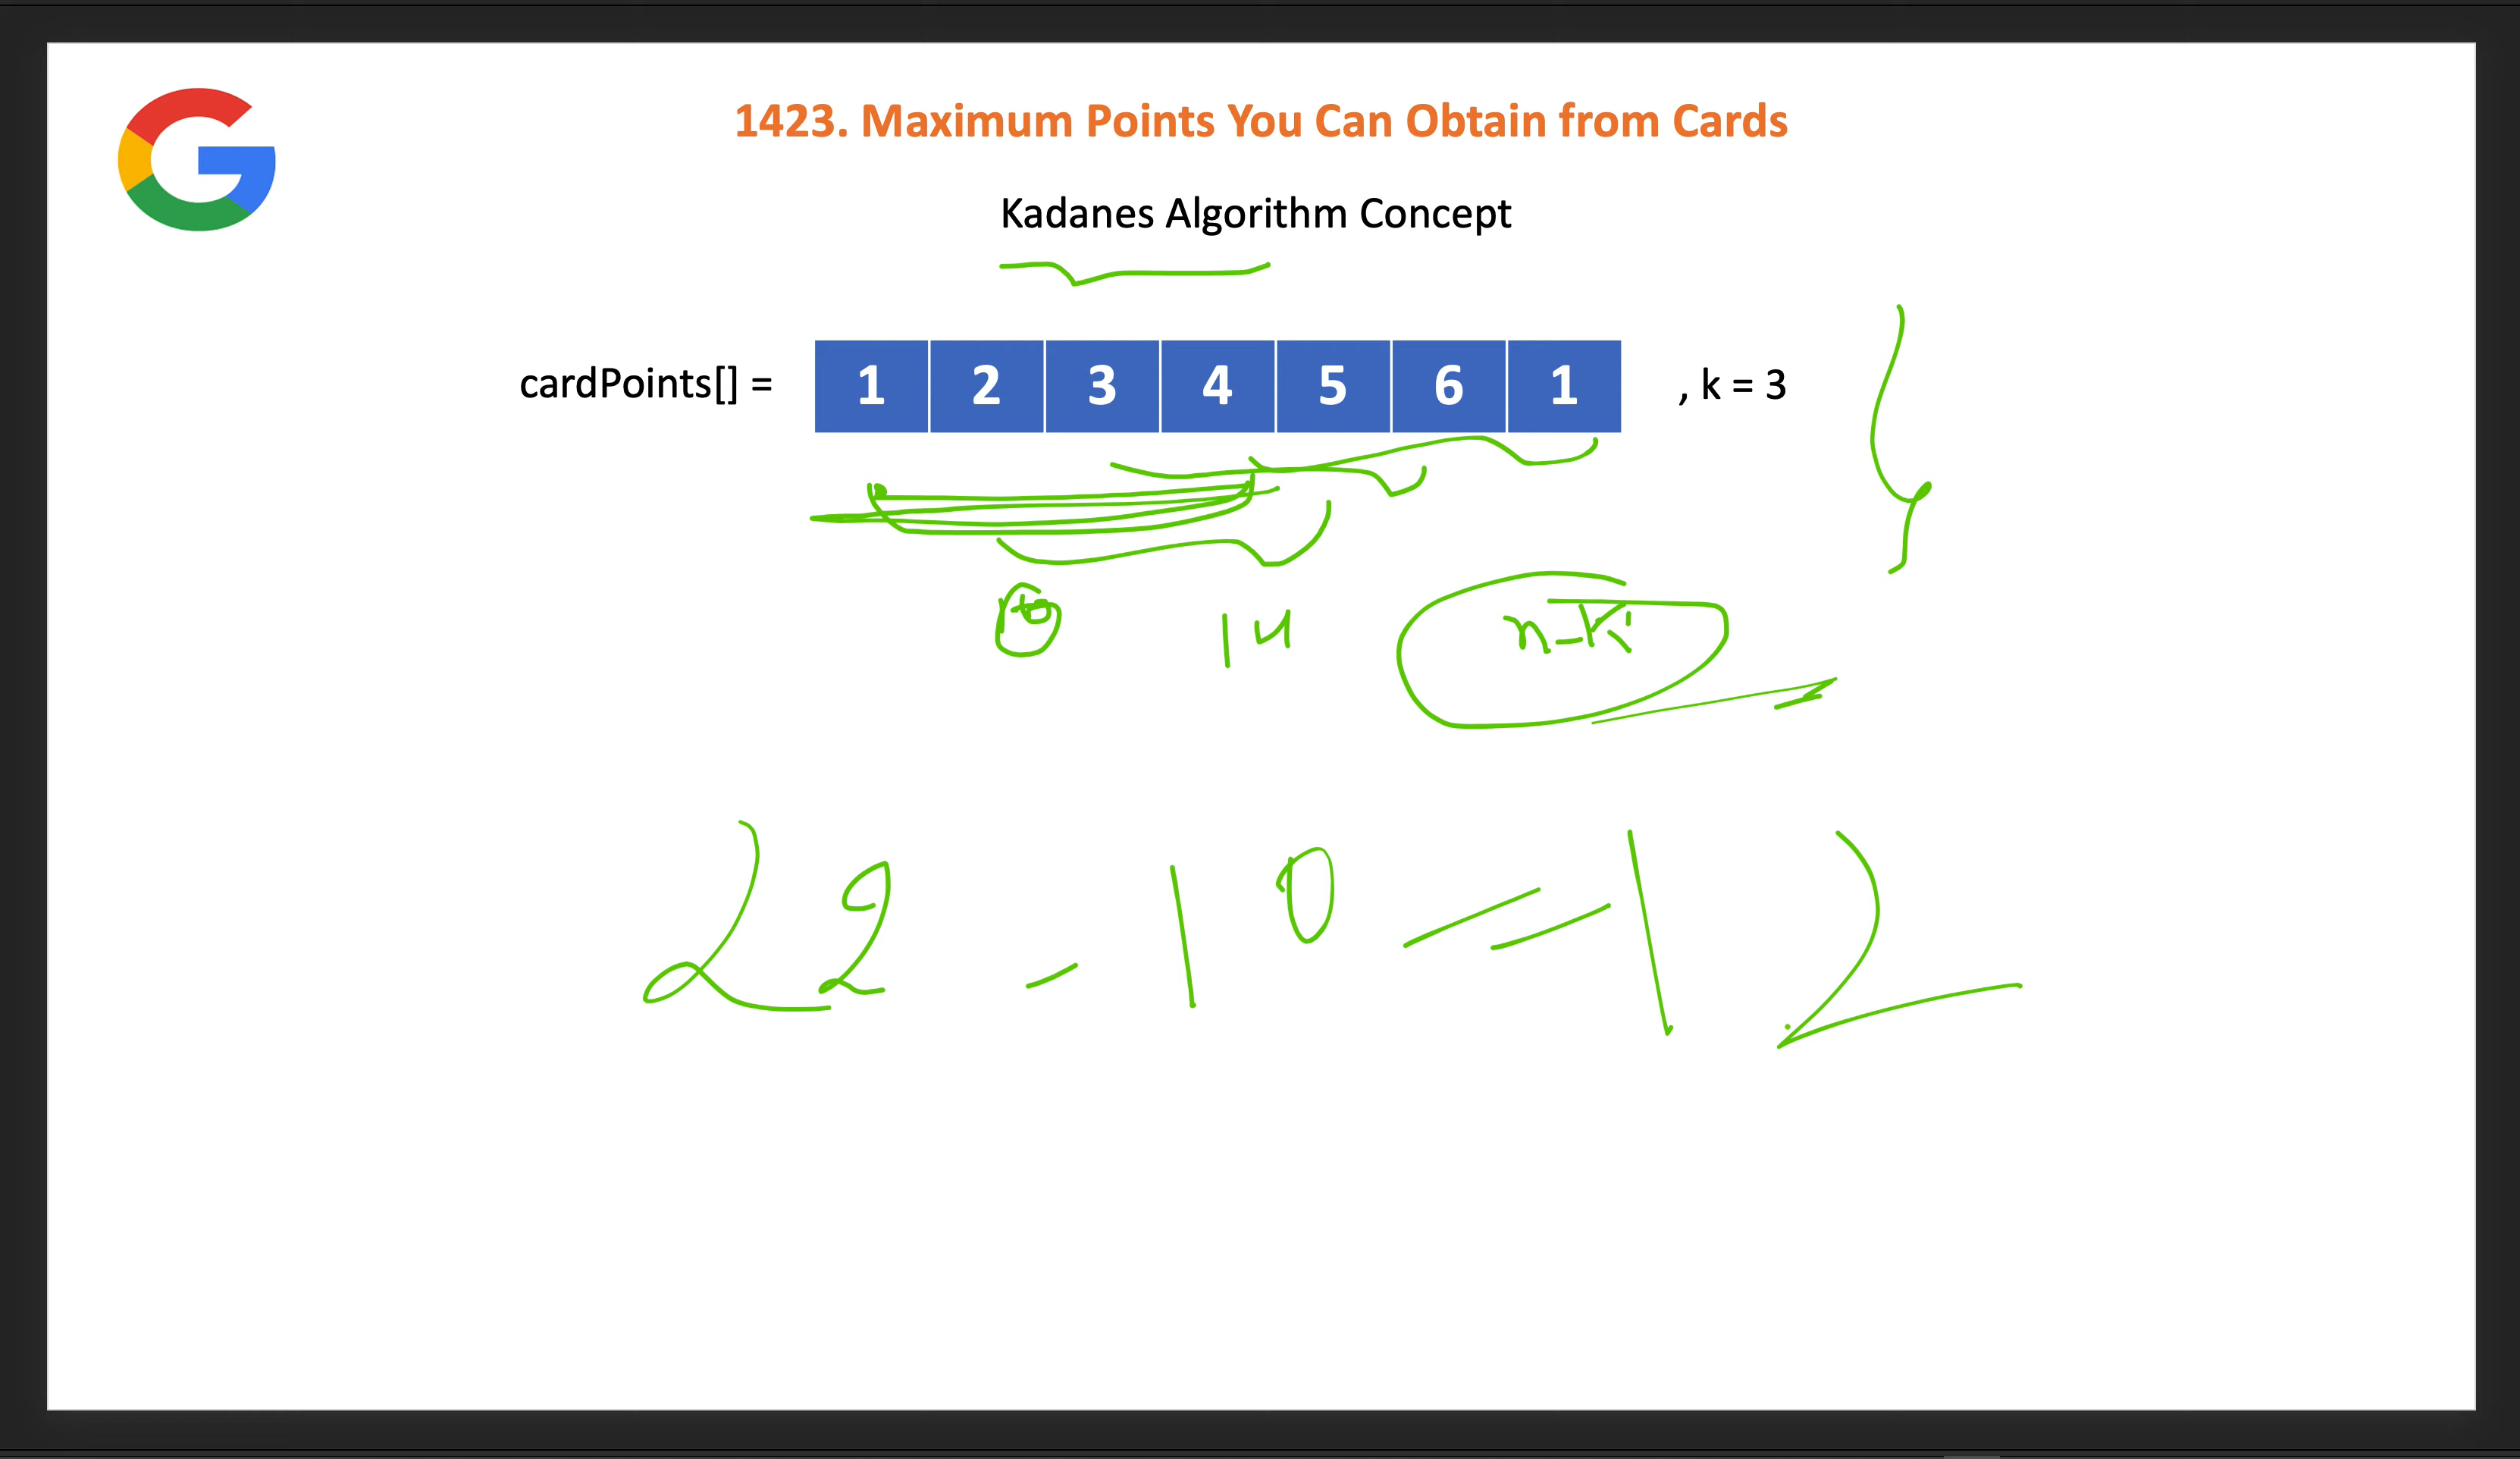 1423. Maximum Points You Can Obtain from Cards
Kadanes Algorithm Concept
cardPoints[] = 1 2 3 4 5 6 1 , k = 3
14 n-K
22 - 10 = 12